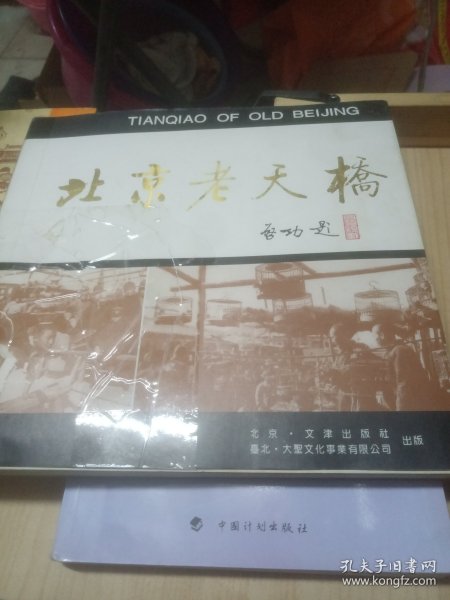 TIANQIAO OF OLD BEIJING
北京老天橋
启功题
北京·文津出版社
臺北·大聖文化事業有限公司 出版
中国计划出版社
孔夫子旧书网
www.kongfz.com